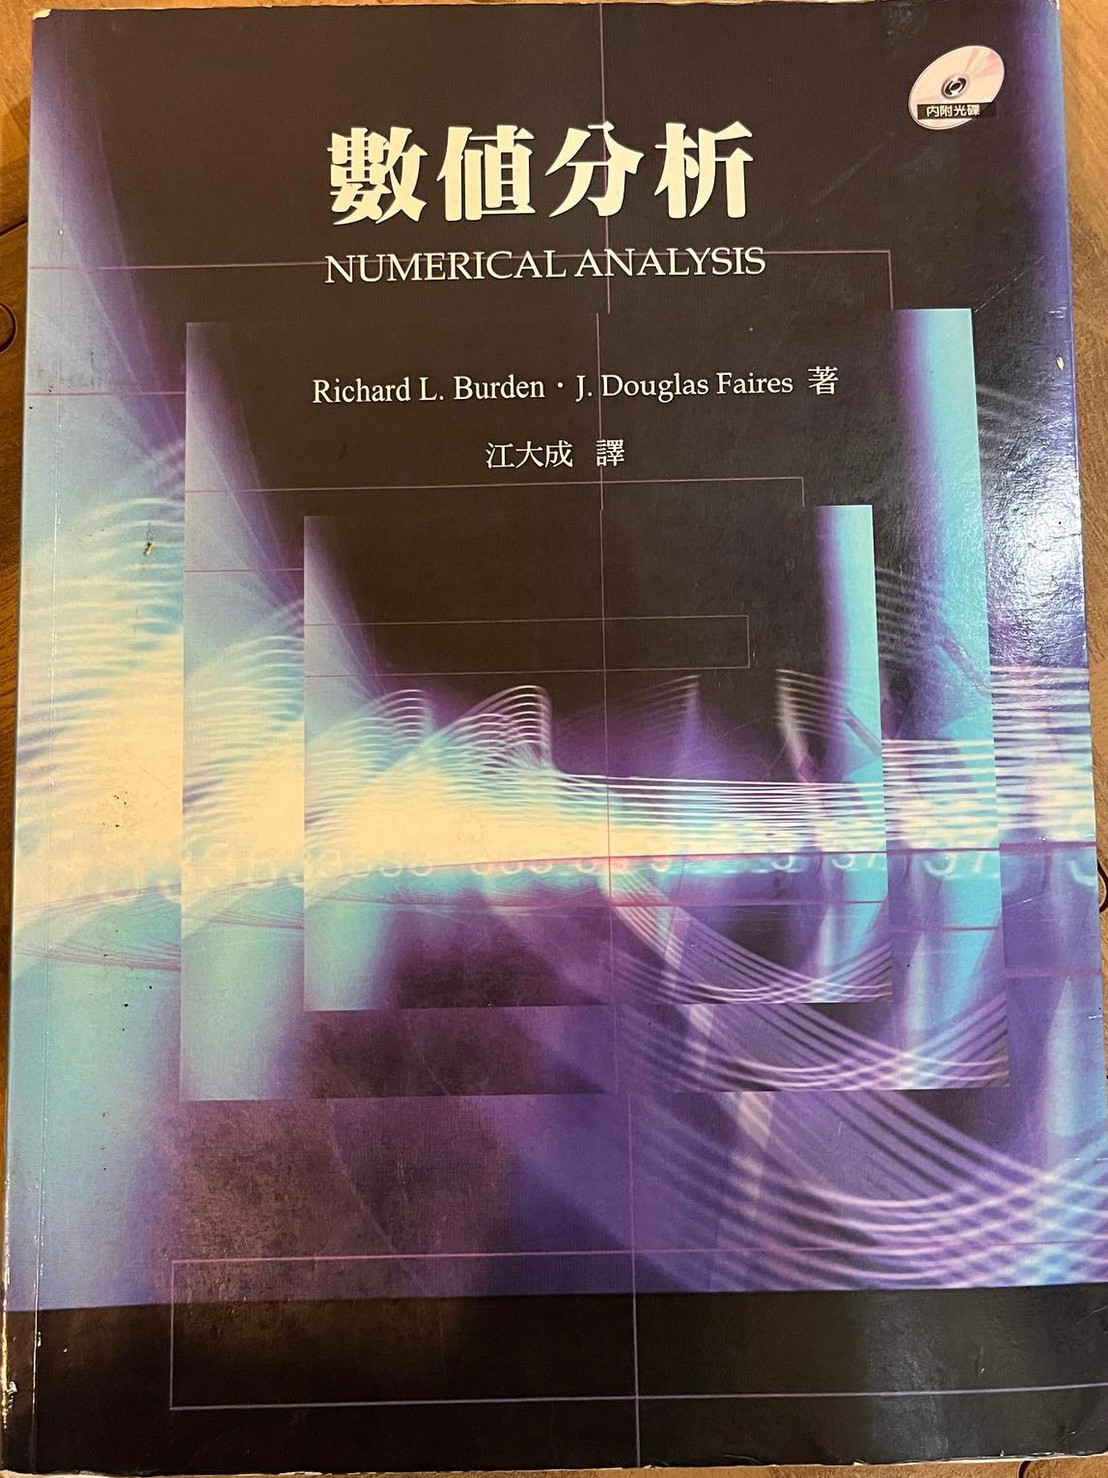 內附光碟
數值分析
NUMERICAL ANALYSIS
Richard L. Burden・J. Douglas Faires 著
江大成 譯